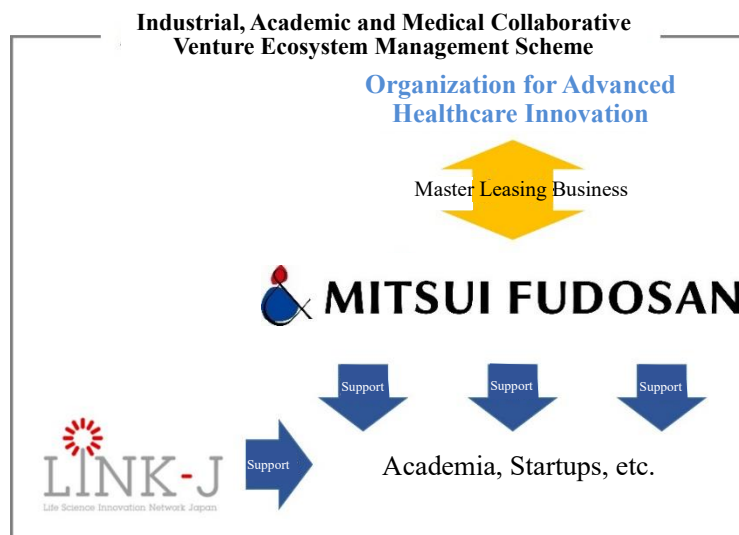 Industrial, Academic and Medical Collaborative
Venture Ecosystem Management Scheme
Organization for Advanced
Healthcare Innovation
Master Leasing Business
MITSUI FUDOSAN
Support
Support
Support
LINK-J
Life Science Innovation Network Japan
Support
Academia, Startups, etc.